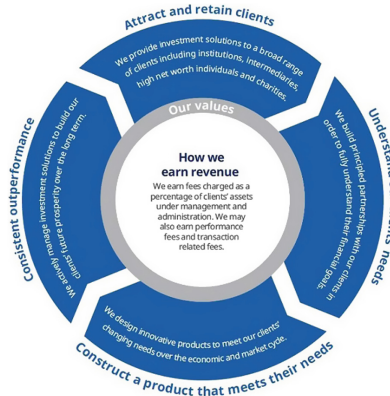 Attract and retain clients
We provide investment solutions to a broad range
of clients including institutions, intermediaries,
high net worth individuals and charities.
Understand
nts needs
We build principled partnerships with our clients in
order to fully understand their financial goals.
Construct a product that meets their needs
We design innovative products to meet our clients'
changing needs over the economic and market cycle.
Consistent outperformance
We actively manage investment solutions to build our
clients' future prosperity over the long term.
Our values
How we
earn revenue
We earn fees charged as a
percentage of clients' assets
under management and
administration. We may
also earn performance
fees and transaction
related fees.